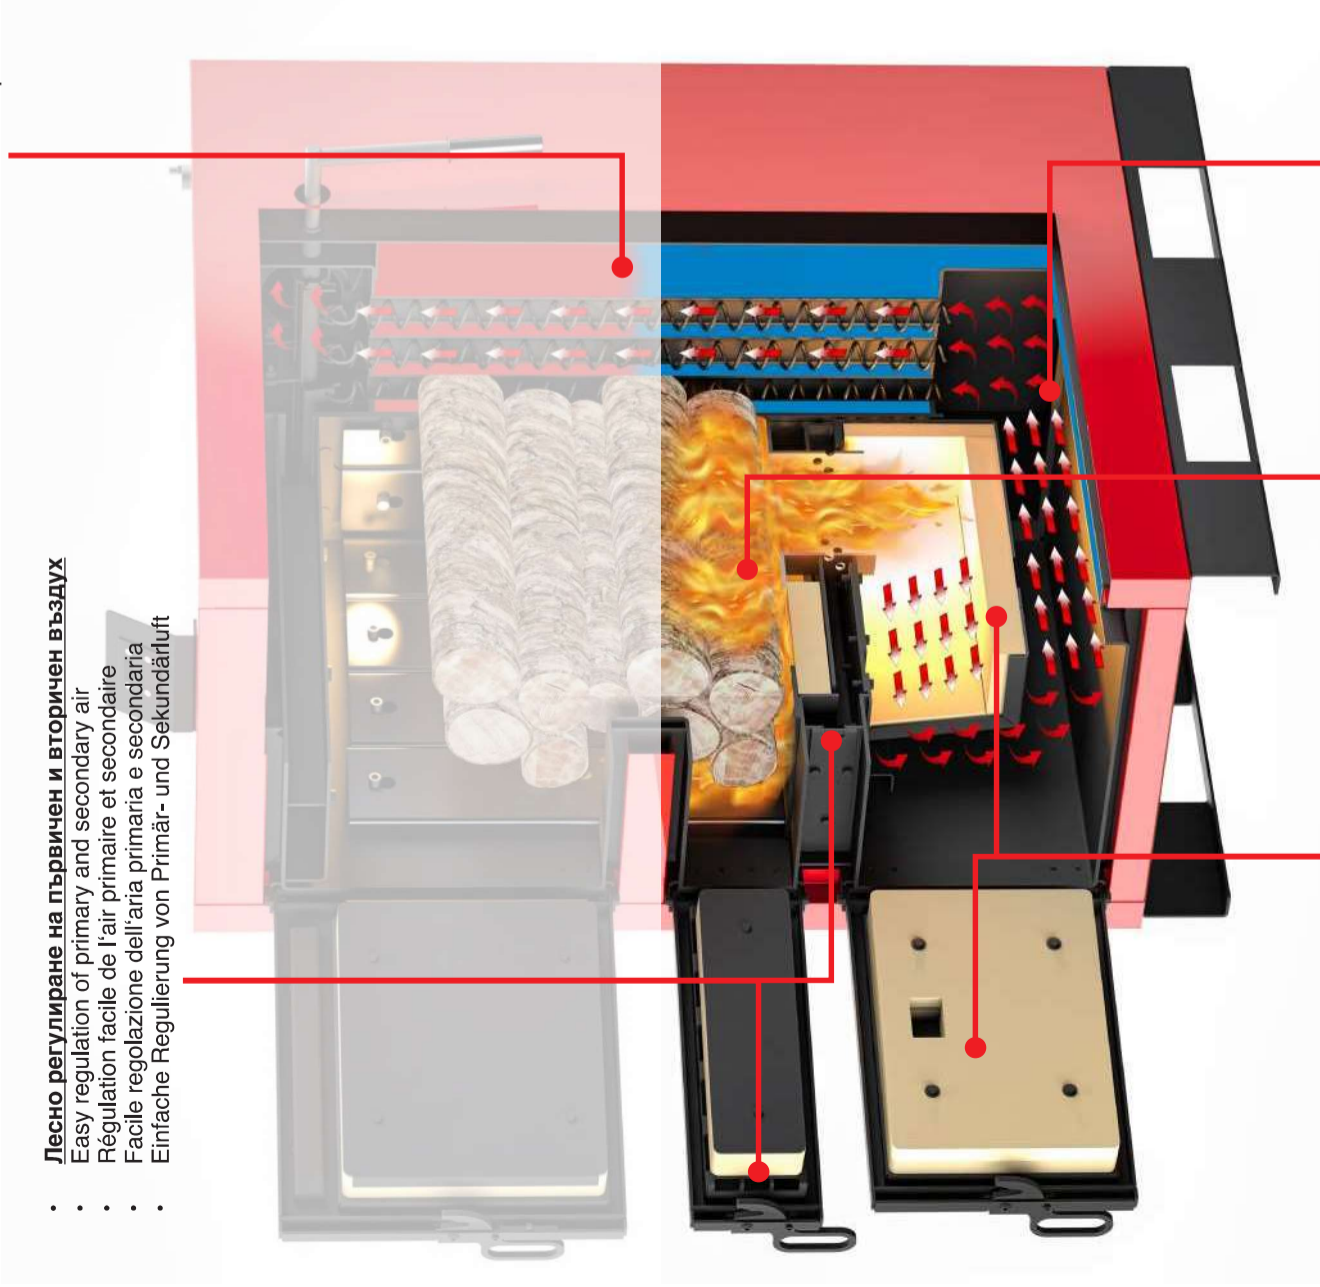 • Лесно регулиране на първичен и вторичен въздух
• Easy regulation of primary and secondary air
• Régulation facile de l'air primaire et secondaire
• Facile regolazione dell'aria primaria e secondaria
• Einfache Regulierung von Primär- und Sekundärluft